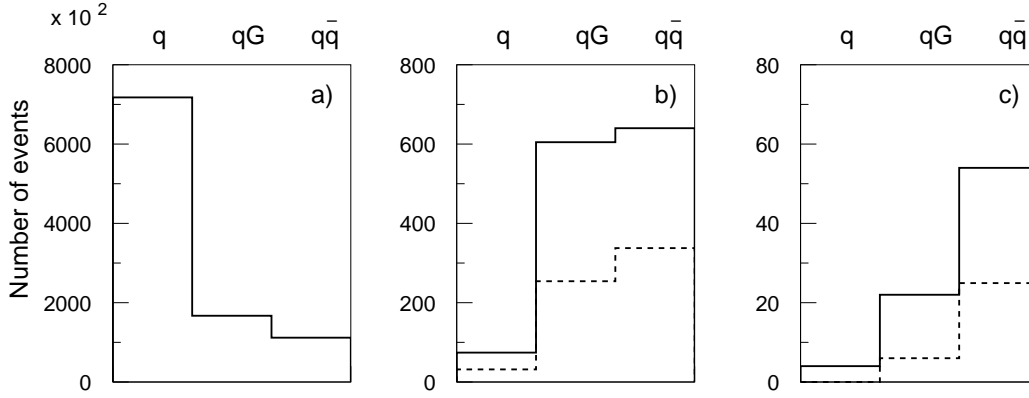 x 10 2
q qG qq̄ q qG qq̄ q qG qq̄
8000 800 80
a) b) c)
6000 600 60
4000 400 40
2000 200 20
0 0 0
Number of events